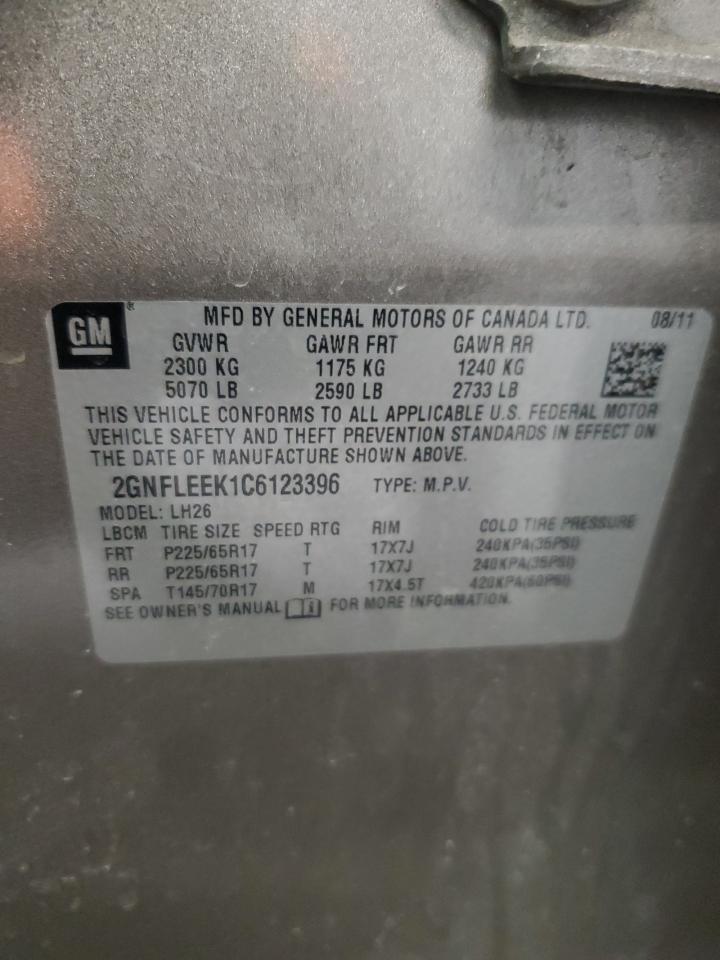 GM
®
MFD BY GENERAL MOTORS OF CANADA LTD. 08/11
GVWR GAWR FRT GAWR RR
2300 KG 1175 KG 1240 KG
5070 LB 2590 LB 2733 LB
THIS VEHICLE CONFORMS TO ALL APPLICABLE U.S. FEDERAL MOTOR
VEHICLE SAFETY AND THEFT PREVENTION STANDARDS IN EFFECT ON
THE DATE OF MANUFACTURE SHOWN ABOVE.
2GNFLEEK1C6123396 TYPE: M.P.V.
MODEL: LH26
LBCM TIRE SIZE SPEED RTG RIM COLD TIRE PRESSURE
FRT P225/65R17 T 17X7J 240KPA(35PSI)
RR P225/65R17 T 17X7J 240KPA(35PSI)
SPA T145/70R17 M 17X4.5T 420KPA(60PSI)
SEE OWNER'S MANUAL FOR MORE INFORMATION.